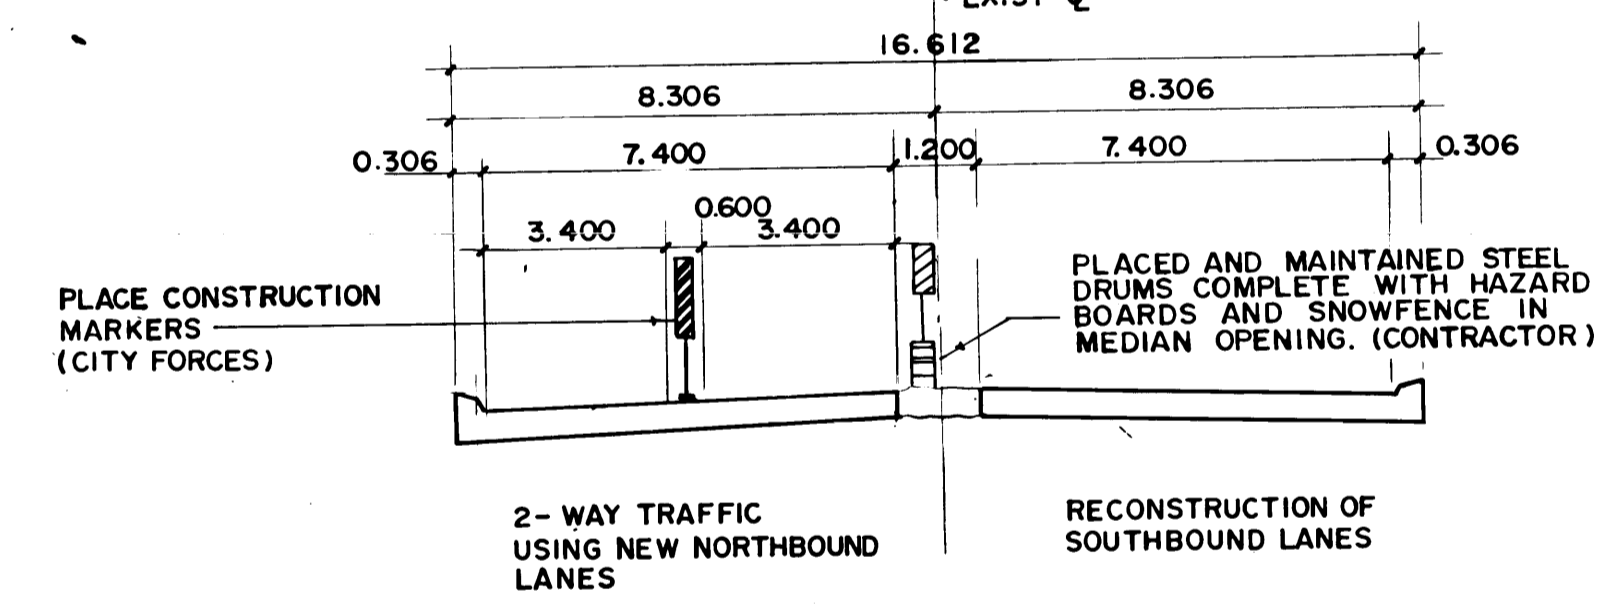 EXIST ℄
16.612
8.306
8.306
0.306
7.400
1.200
7.400
0.306
3.400
0.600
3.400
PLACE CONSTRUCTION
MARKERS
(CITY FORCES)
PLACED AND MAINTAINED STEEL
DRUMS COMPLETE WITH HAZARD
BOARDS AND SNOWFENCE IN
MEDIAN OPENING. (CONTRACTOR)
2-WAY TRAFFIC
USING NEW NORTHBOUND
LANES
RECONSTRUCTION OF
SOUTHBOUND LANES